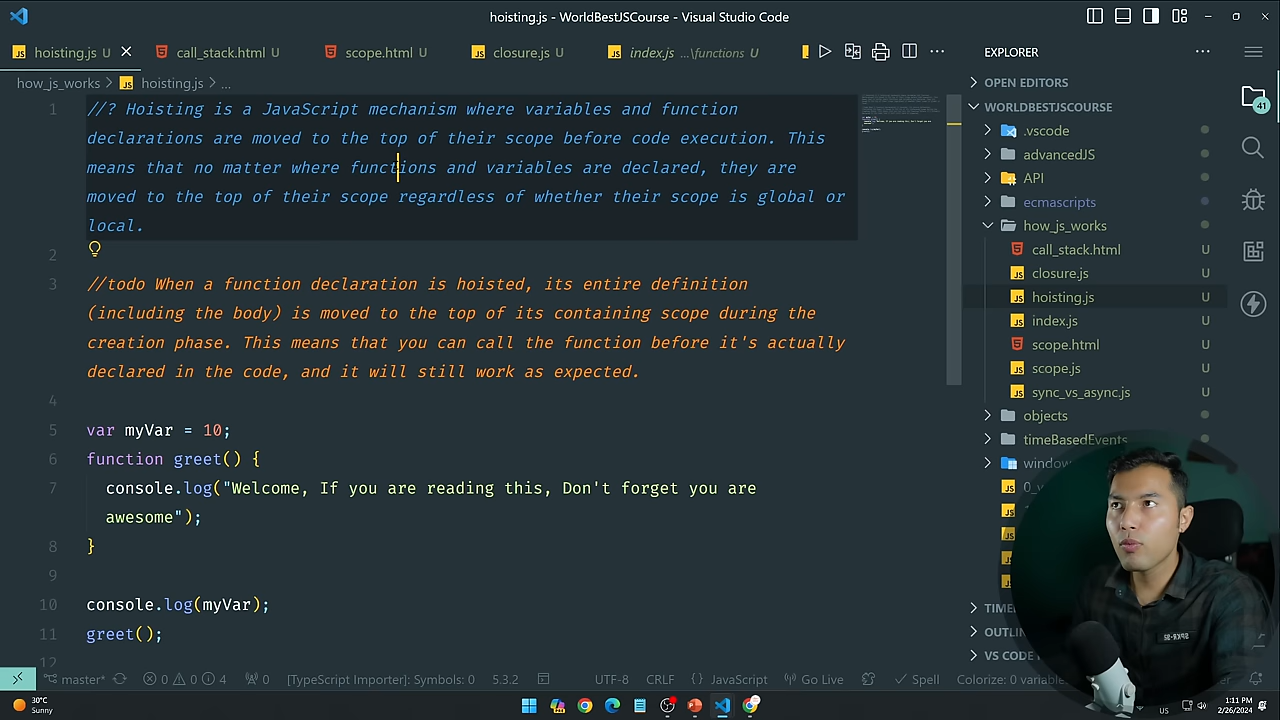 hoisting.js - WorldBestJSCourse - Visual Studio Code
hoisting.js U
call_stack.html U
scope.html U
closure.js U
index.js ...\functions U
EXPLORER
how_js_works > hoisting.js > ...
1 //? Hoisting is a JavaScript mechanism where variables and function
declarations are moved to the top of their scope before code execution. This
means that no matter where functions and variables are declared, they are
moved to the top of their scope regardless of whether their scope is global or
local.
2
3 //todo When a function declaration is hoisted, its entire definition
(including the body) is moved to the top of its containing scope during the
creation phase. This means that you can call the function before it's actually
declared in the code, and it will still work as expected.
4
5 var myVar = 10;
6 function greet() {
7 console.log("Welcome, If you are reading this, Don't forget you are
awesome");
8 }
9
10 console.log(myVar);
11 greet();
12
OPEN EDITORS
WORLDBESTJSCOURSE
.vscode
advancedJS
API
ecmascripts
how_js_works
call_stack.html U
closure.js U
hoisting.js U
index.js U
scope.html U
scope.js U
sync_vs_async.js U
objects
timeBasedEvents
41
OUTLIN
VS CODE
master*
0 0 4
0
[TypeScript Importer]: Symbols: 0
5.3.2
UTF-8
CRLF
{} JavaScript
Go Live
Spell
Colorize: 0 variable
30°C
Sunny
US
1:11 PM
2/26/2024